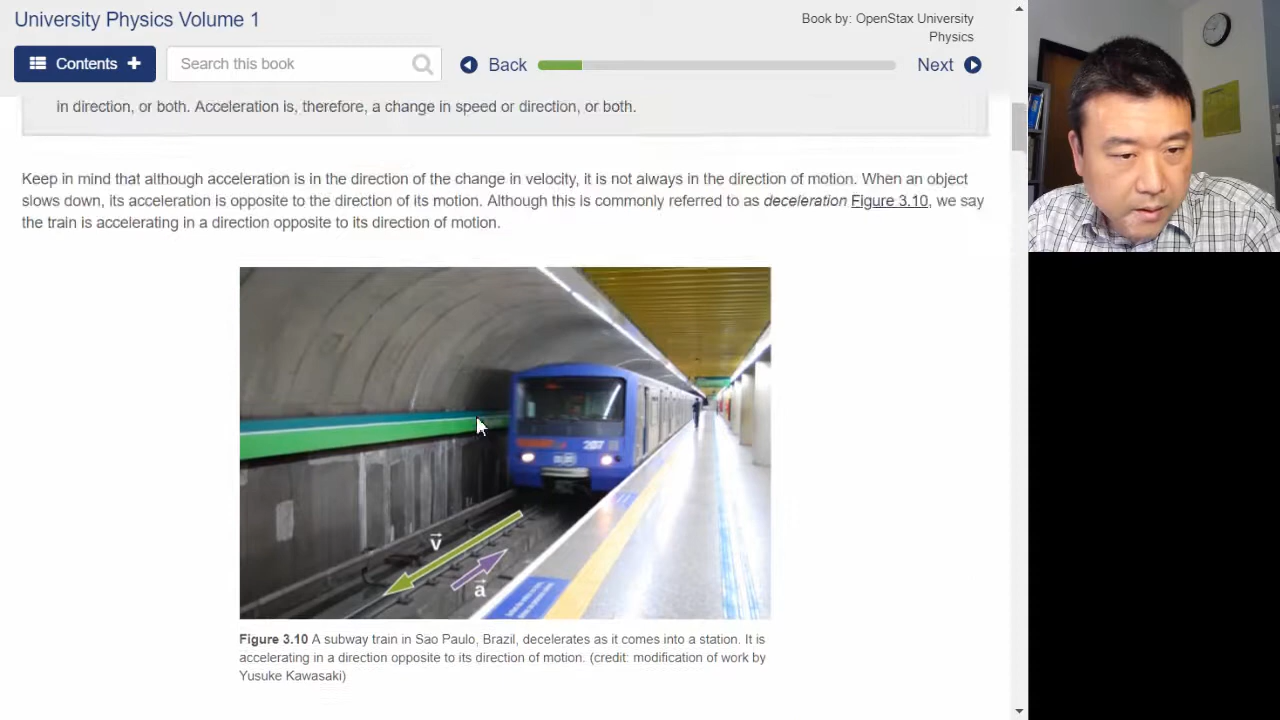 University Physics Volume 1
Book by: OpenStax University
Physics
Contents
Search this book
Back
Next
in direction, or both. Acceleration is, therefore, a change in speed or direction, or both.
Keep in mind that although acceleration is in the direction of the change in velocity, it is not always in the direction of motion. When an object
slows down, its acceleration is opposite to the direction of its motion. Although this is commonly referred to as deceleration Figure 3.10, we say
the train is accelerating in a direction opposite to its direction of motion.
v
a
Figure 3.10 A subway train in Sao Paulo, Brazil, decelerates as it comes into a station. It is
accelerating in a direction opposite to its direction of motion. (credit: modification of work by
Yusuke Kawasaki)